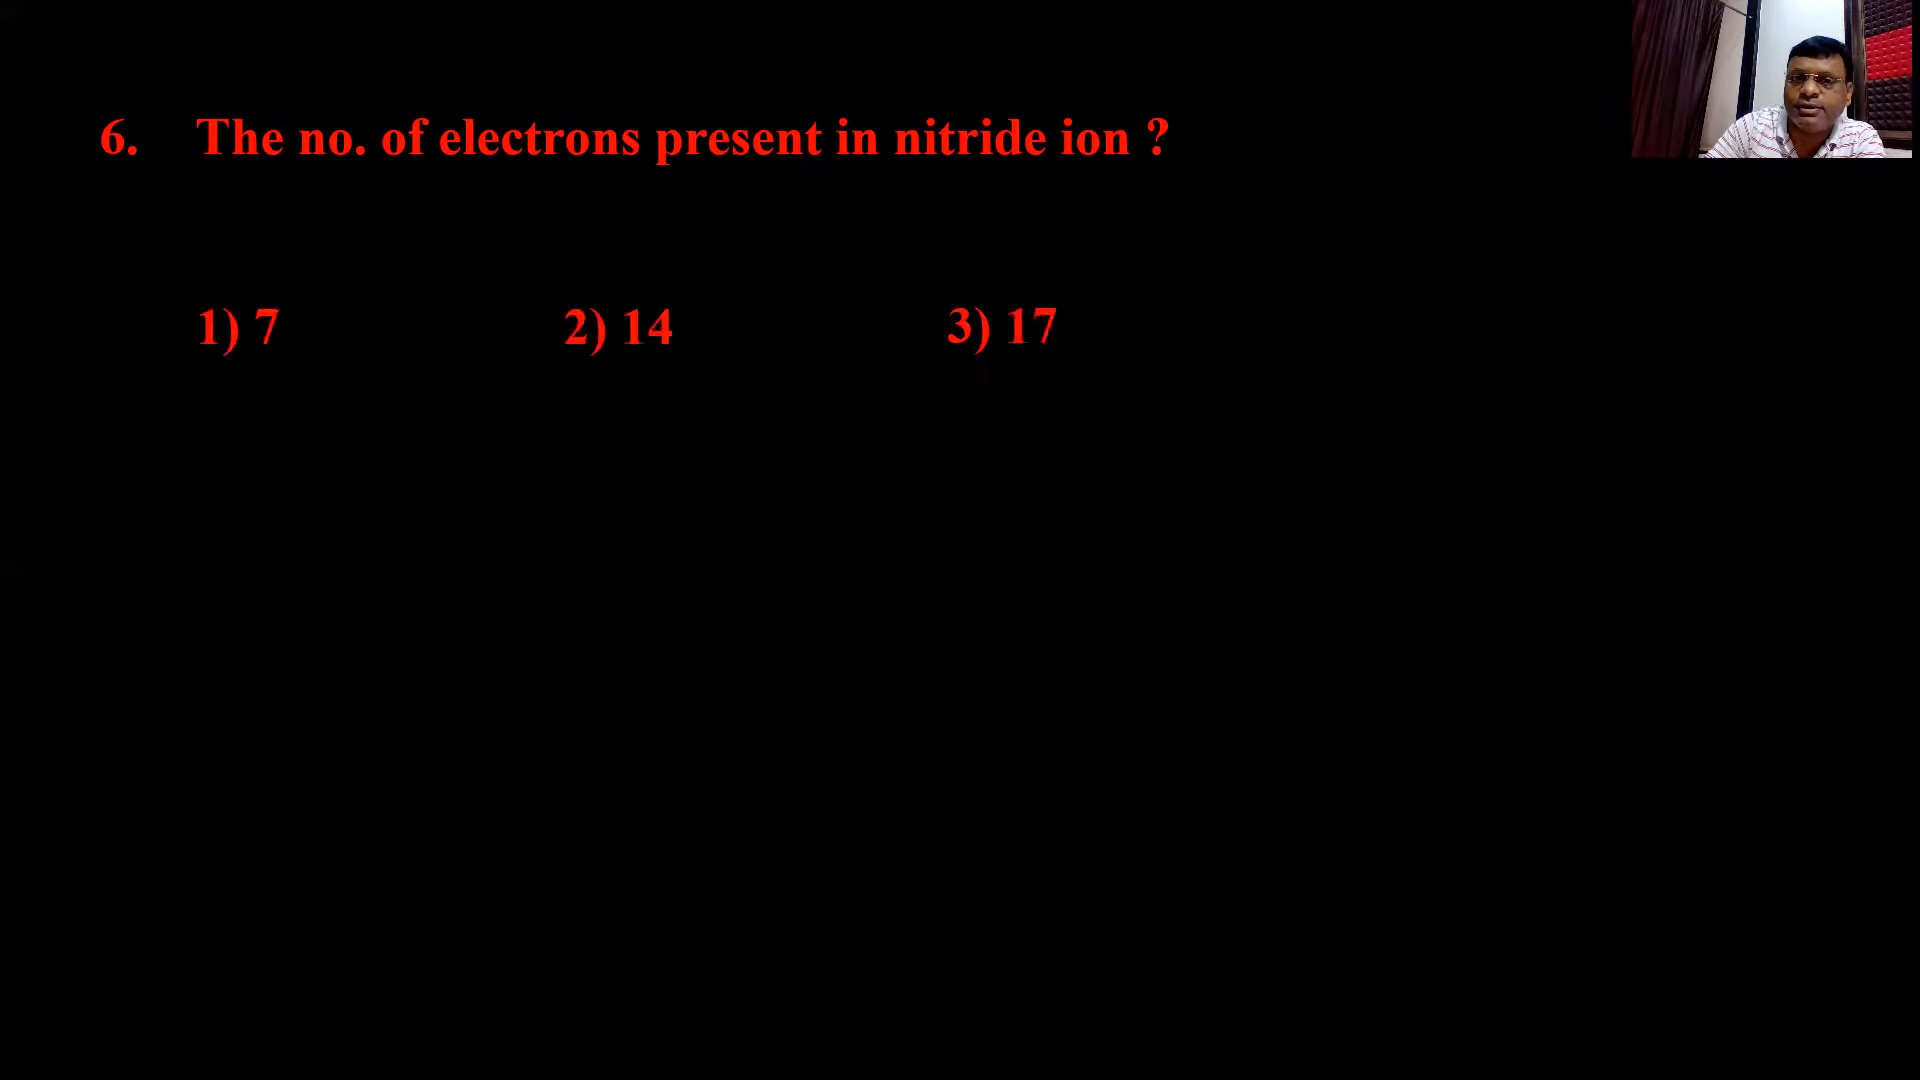 6. The no. of electrons present in nitride ion ?
1) 7 2) 14 3) 17